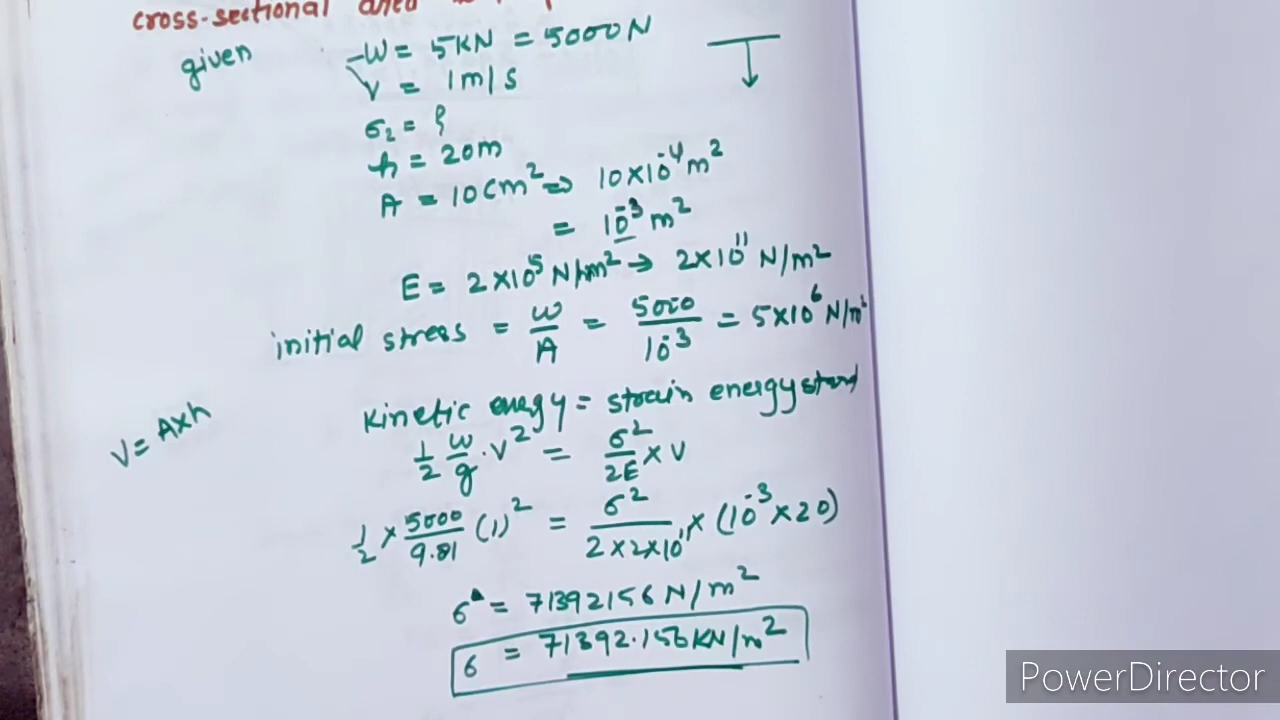 cross-sectional area
given
W = 5KN = 5000N
V = 1m/s
σ₂ = ?
h = 20m
A = 10cm² ⇒ 10×10⁻⁴m²
= 10⁻³ m²
E = 2×10⁵ N/mm² → 2×10¹¹ N/m²
initial stress = W/A = 5000/10⁻³ = 5×10⁶ N/m²
Kinetic energy = strain energy stored
V = A×h
1/2 W/g · V² = σ²/2E × V
1/2 × 5000/9.81 (1)² = σ²/2×2×10¹¹ × (10⁻³×20)
σ = 71392156 N/m²
σ = 71392.156 KN/m²
PowerDirector